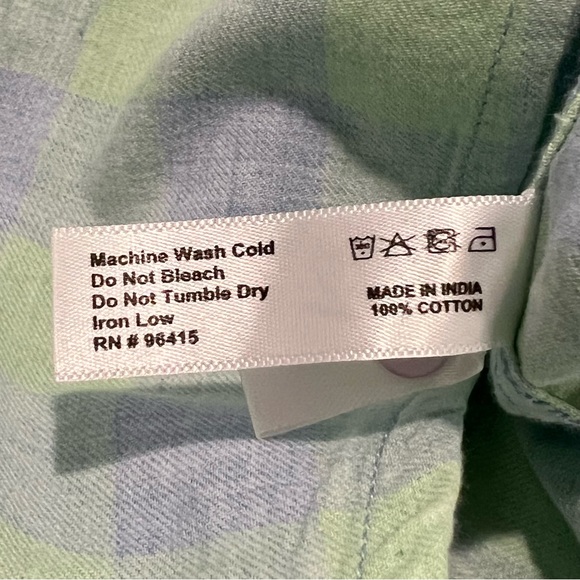 Machine Wash Cold
Do Not Bleach
Do Not Tumble Dry
Iron Low
RN # 96415
MADE IN INDIA
100% COTTON